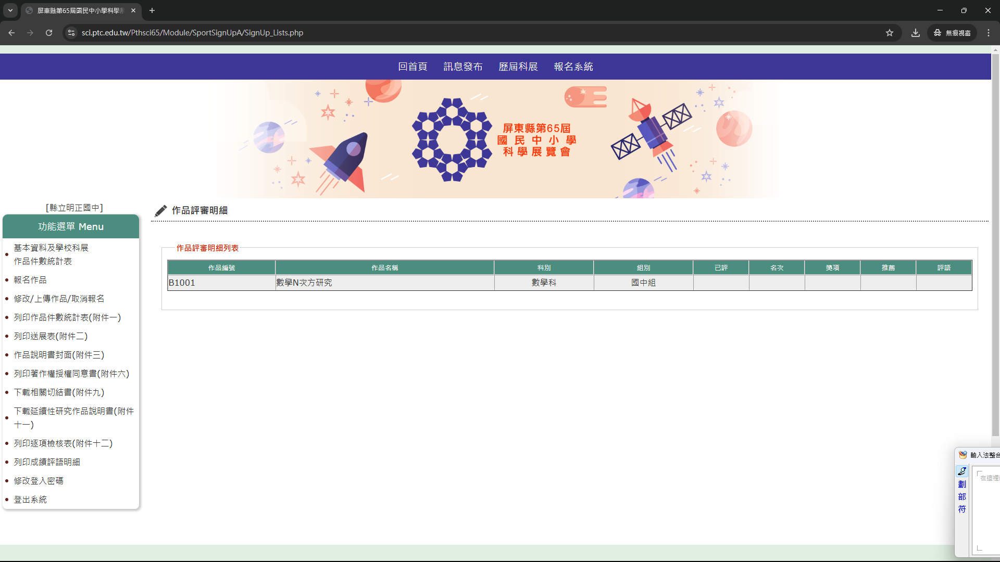 屏東縣第65屆國民中小學科學
sci.ptc.edu.tw/Pthsci65/Module/SportSignUpA/SignUp_Lists.php
無痕視窗
回首頁 訊息發布 歷屆科展 報名系統
屏東縣第65屆
國民中小學
科學展覽會
[縣立明正國中]
功能選單 Menu
基本資料及學校科展
作品件數統計表
報名作品
修改/上傳作品/取消報名
列印作品件數統計表(附件一)
列印送展表(附件二)
作品說明書封面(附件三)
列印著作權授權同意書(附件六)
下載相關切結書(附件九)
下載延續性研究作品說明書(附件
十一)
列印逐項檢核表(附件十二)
列印成績評語明細
修改登入密碼
登出系統
作品評審明細
作品評審明細列表
作品編號 作品名稱 科別 組別 已評 名次 獎項 推薦 評語
B1001 數學N次方研究 數學科 國中組
輸入法整合
在這裡
劃
部
符